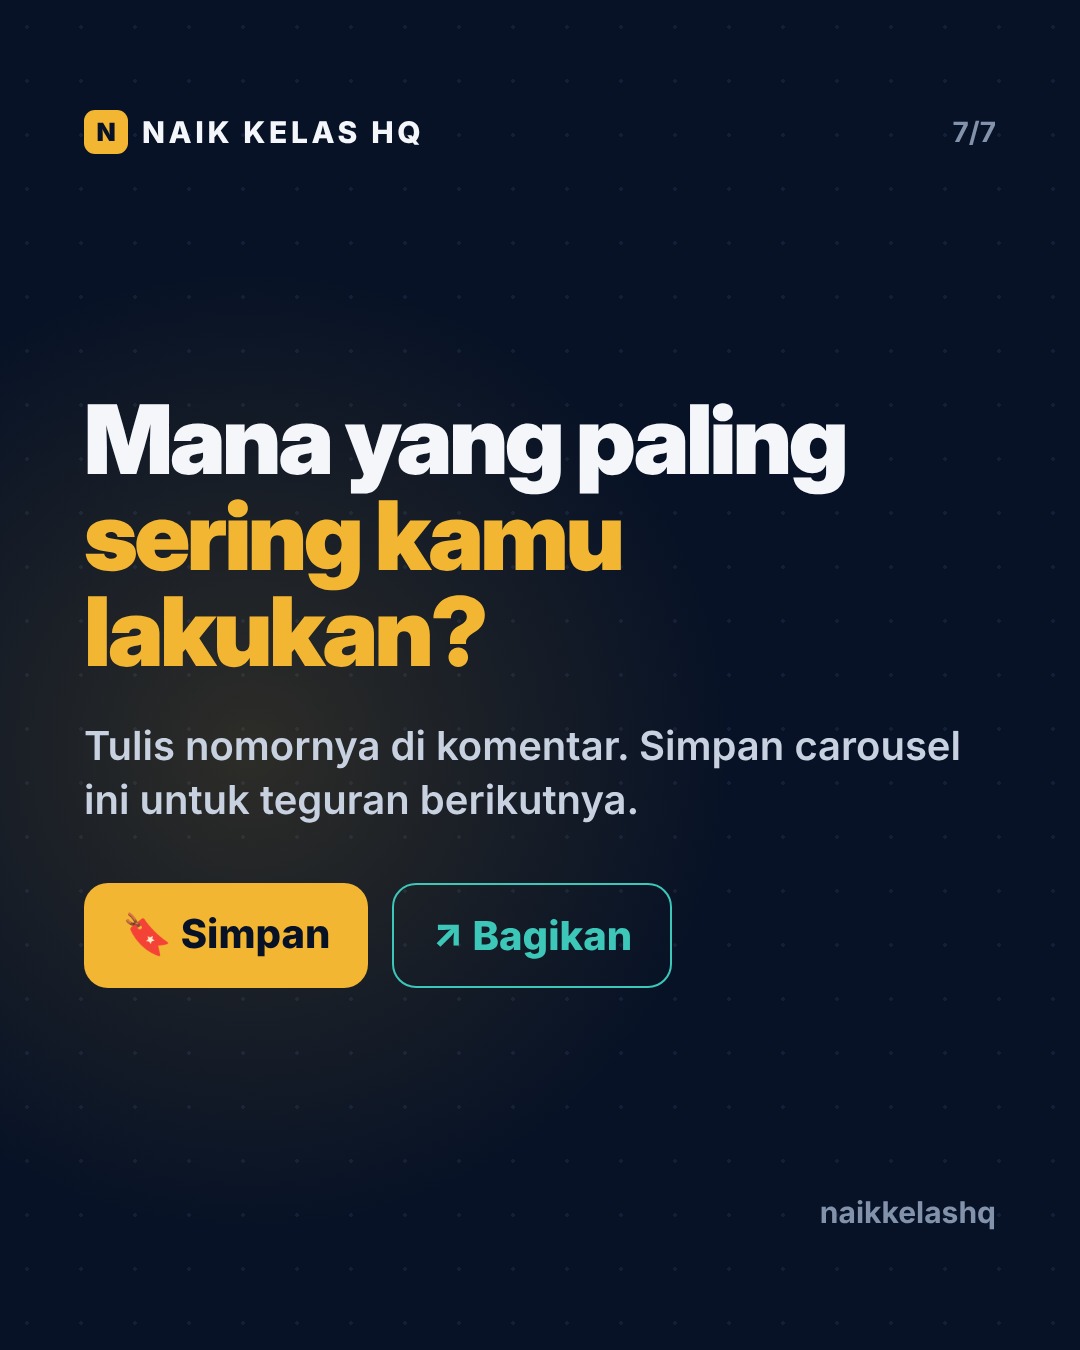 N NAIK KELAS HQ
7/7
Mana yang paling
sering kamu
lakukan?
Tulis nomornya di komentar. Simpan carousel
ini untuk teguran berikutnya.
🔖 Simpan
↗ Bagikan
naikkelashq